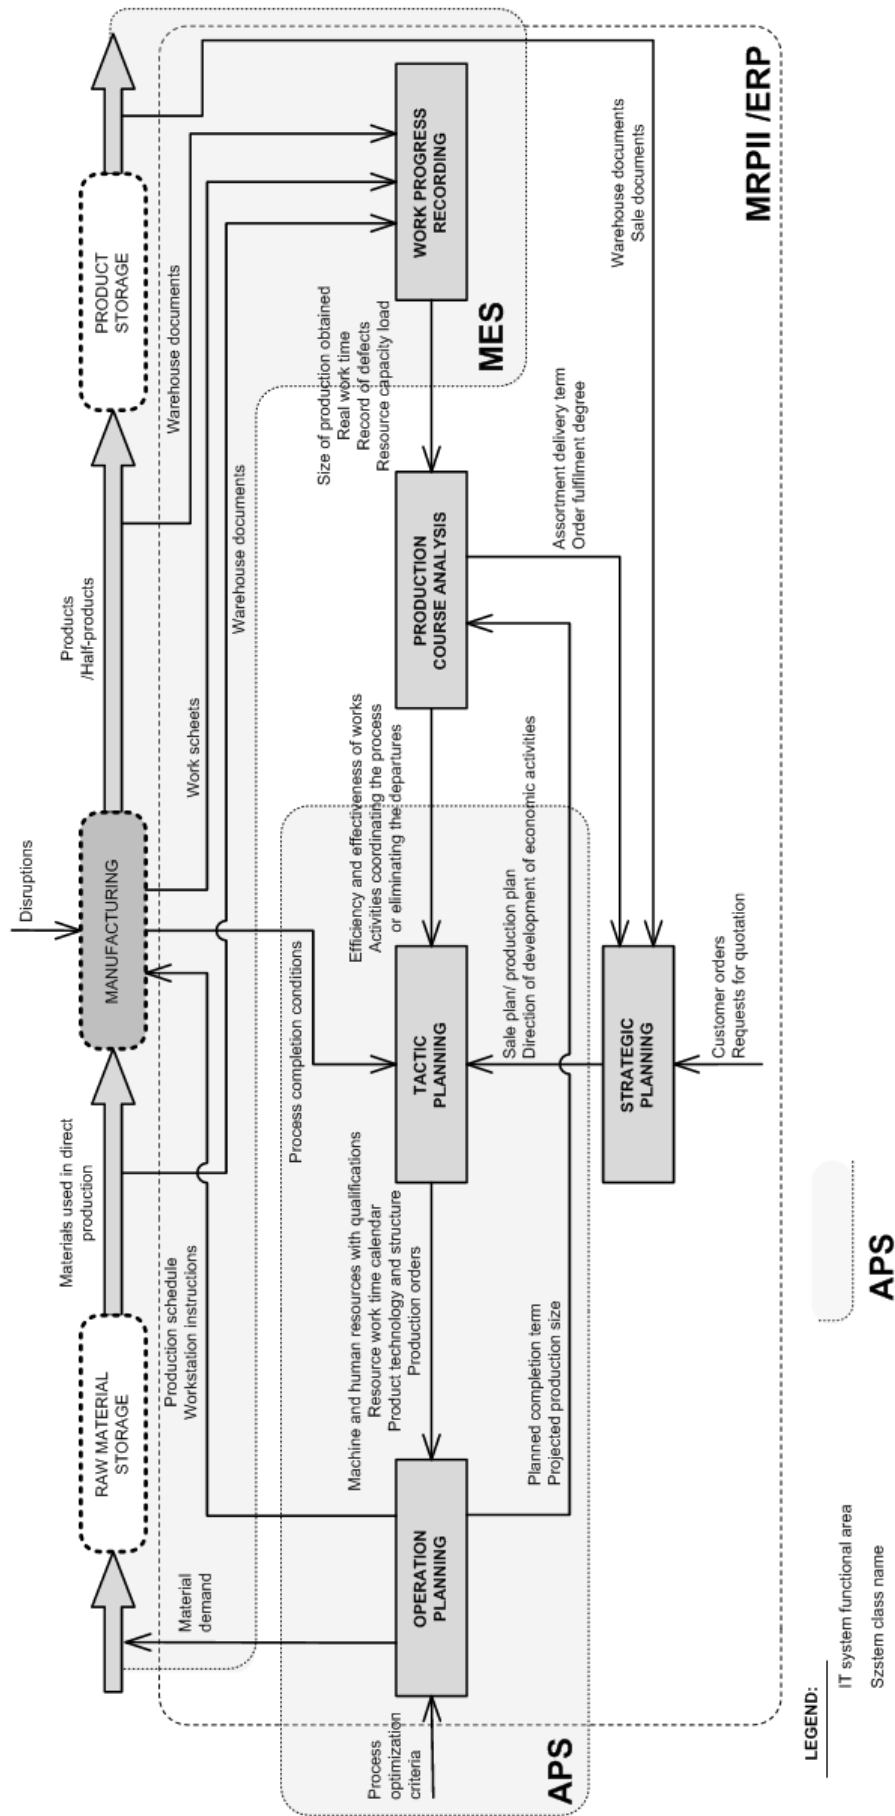 Disruptions
RAW MATERIAL
STORAGE
Materials used in direct
production
MANUFACTURING
Products
/Half-products
PRODUCT
STORAGE
Material
demand
Production schedule
Workstation instructions
Work scheets
Warehouse documents
Warehouse documents
Process completion conditions
Process
optimization
criteria
OPERATION
PLANNING
Machine and human resources with qualifications
Resource work time calendar
Product technology and structure
Production orders
TACTIC
PLANNING
Efficiency and effectiveness of works
Activities coordinating the process
or eliminating the departures
PRODUCTION
COURSE ANALYSIS
Size of production obtained
Real work time
Record of defects
Resource capacity load
WORK PROGRESS
RECORDING
MES
APS
Planned completion term
Projected production size
Sale plan/ production plan
Direction of development of economic activities
Assortment delivery term
Order fulfilment degree
Warehouse documents
Sale documents
STRATEGIC
PLANNING
Customer orders
Requests for quotation
MRPII /ERP
LEGEND:
IT system functional area
Szstem class name
APS